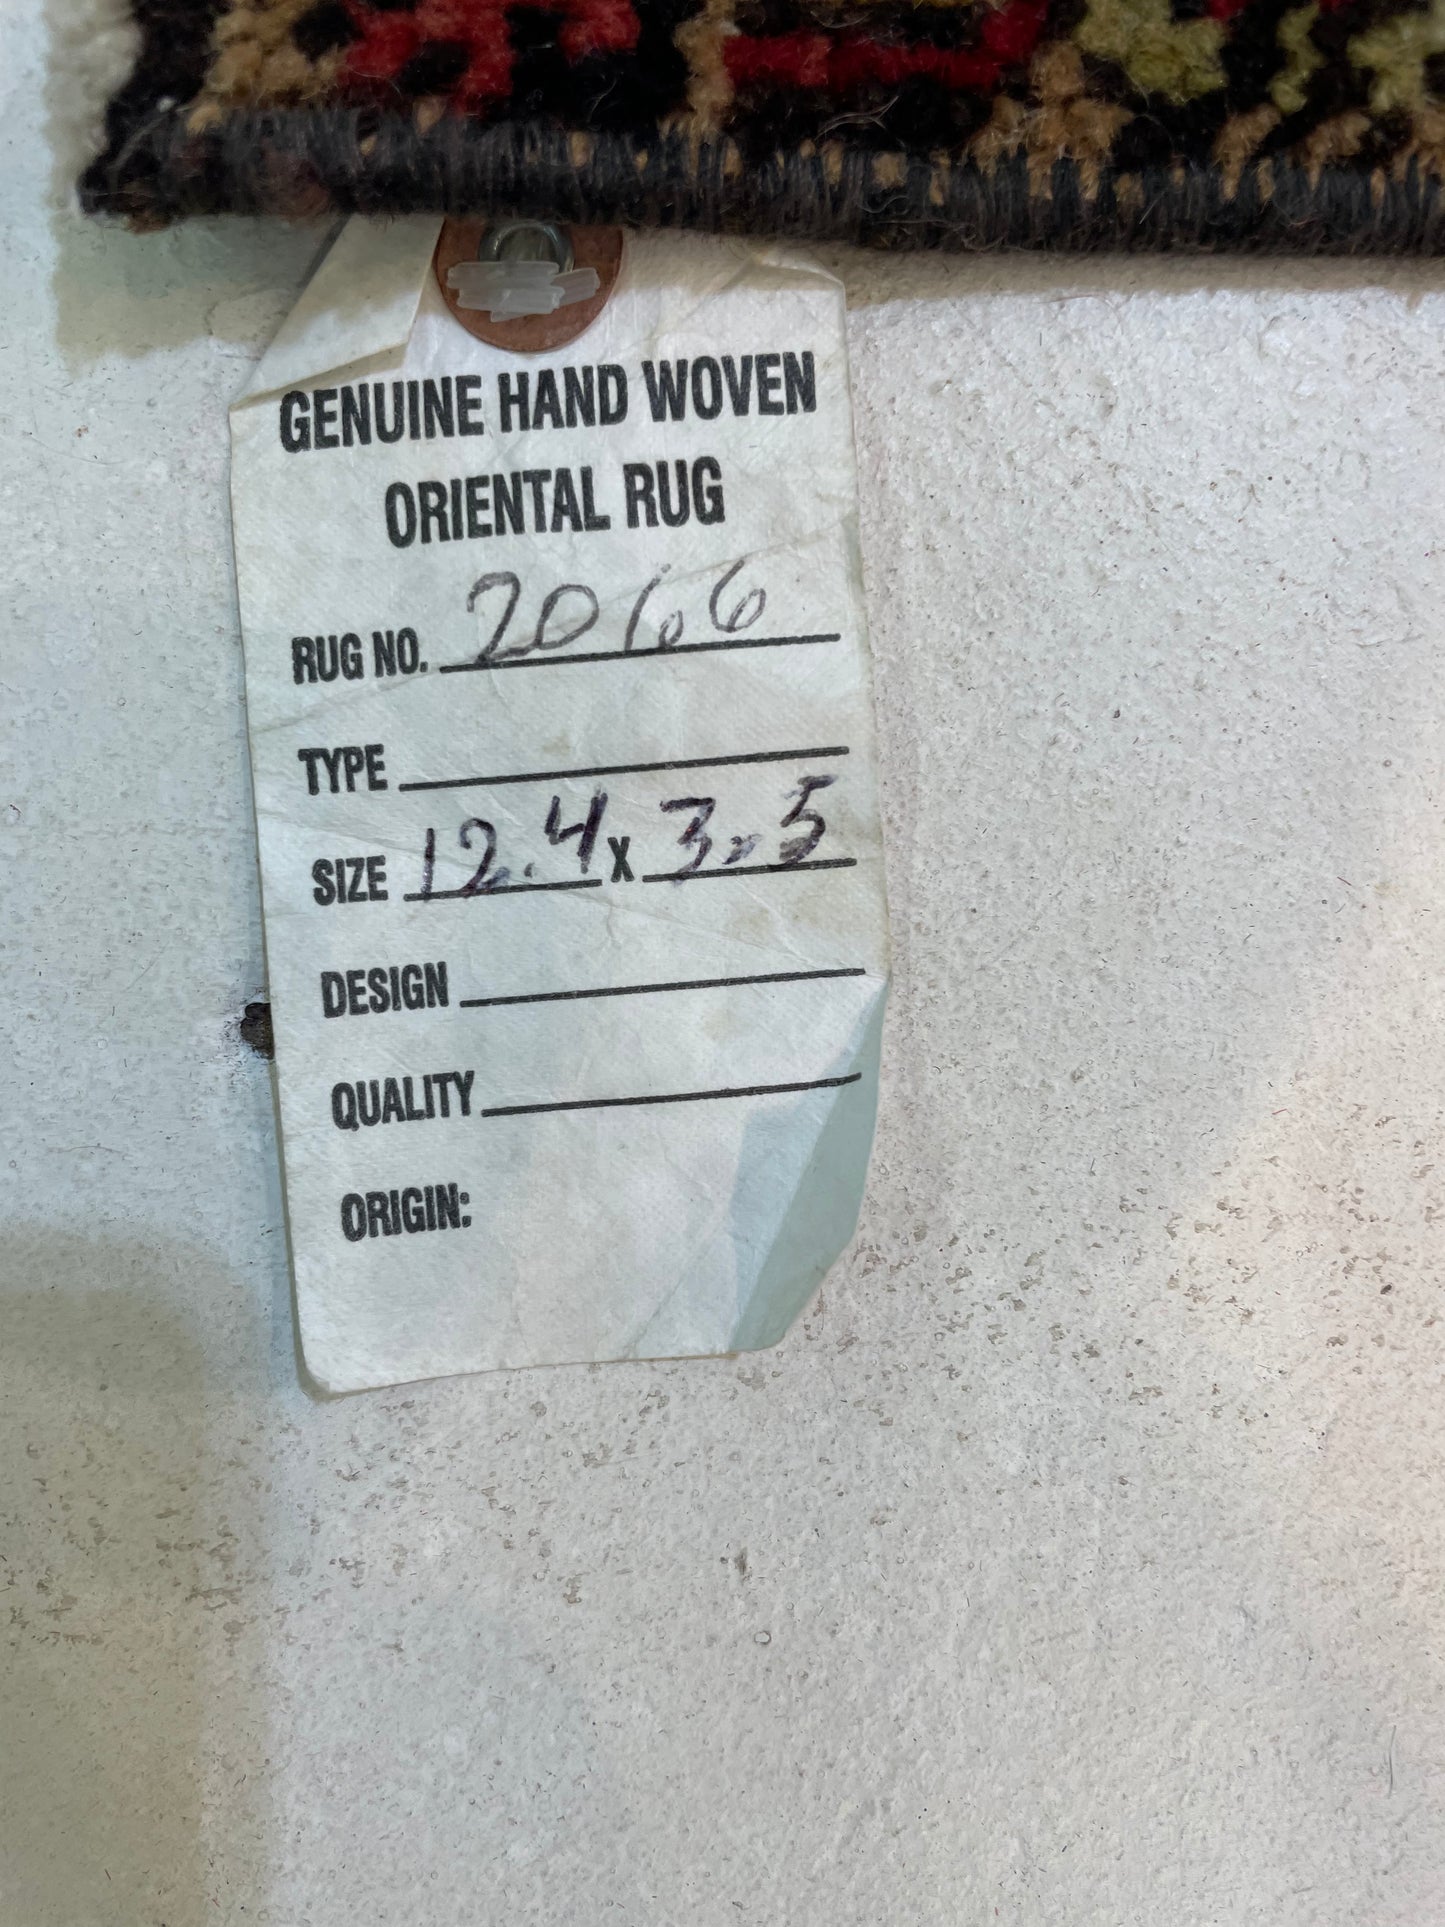 GENUINE HAND WOVEN
ORIENTAL RUG
RUG NO. 2066
TYPE
SIZE 12.4 x 3.5
DESIGN
QUALITY
ORIGIN: